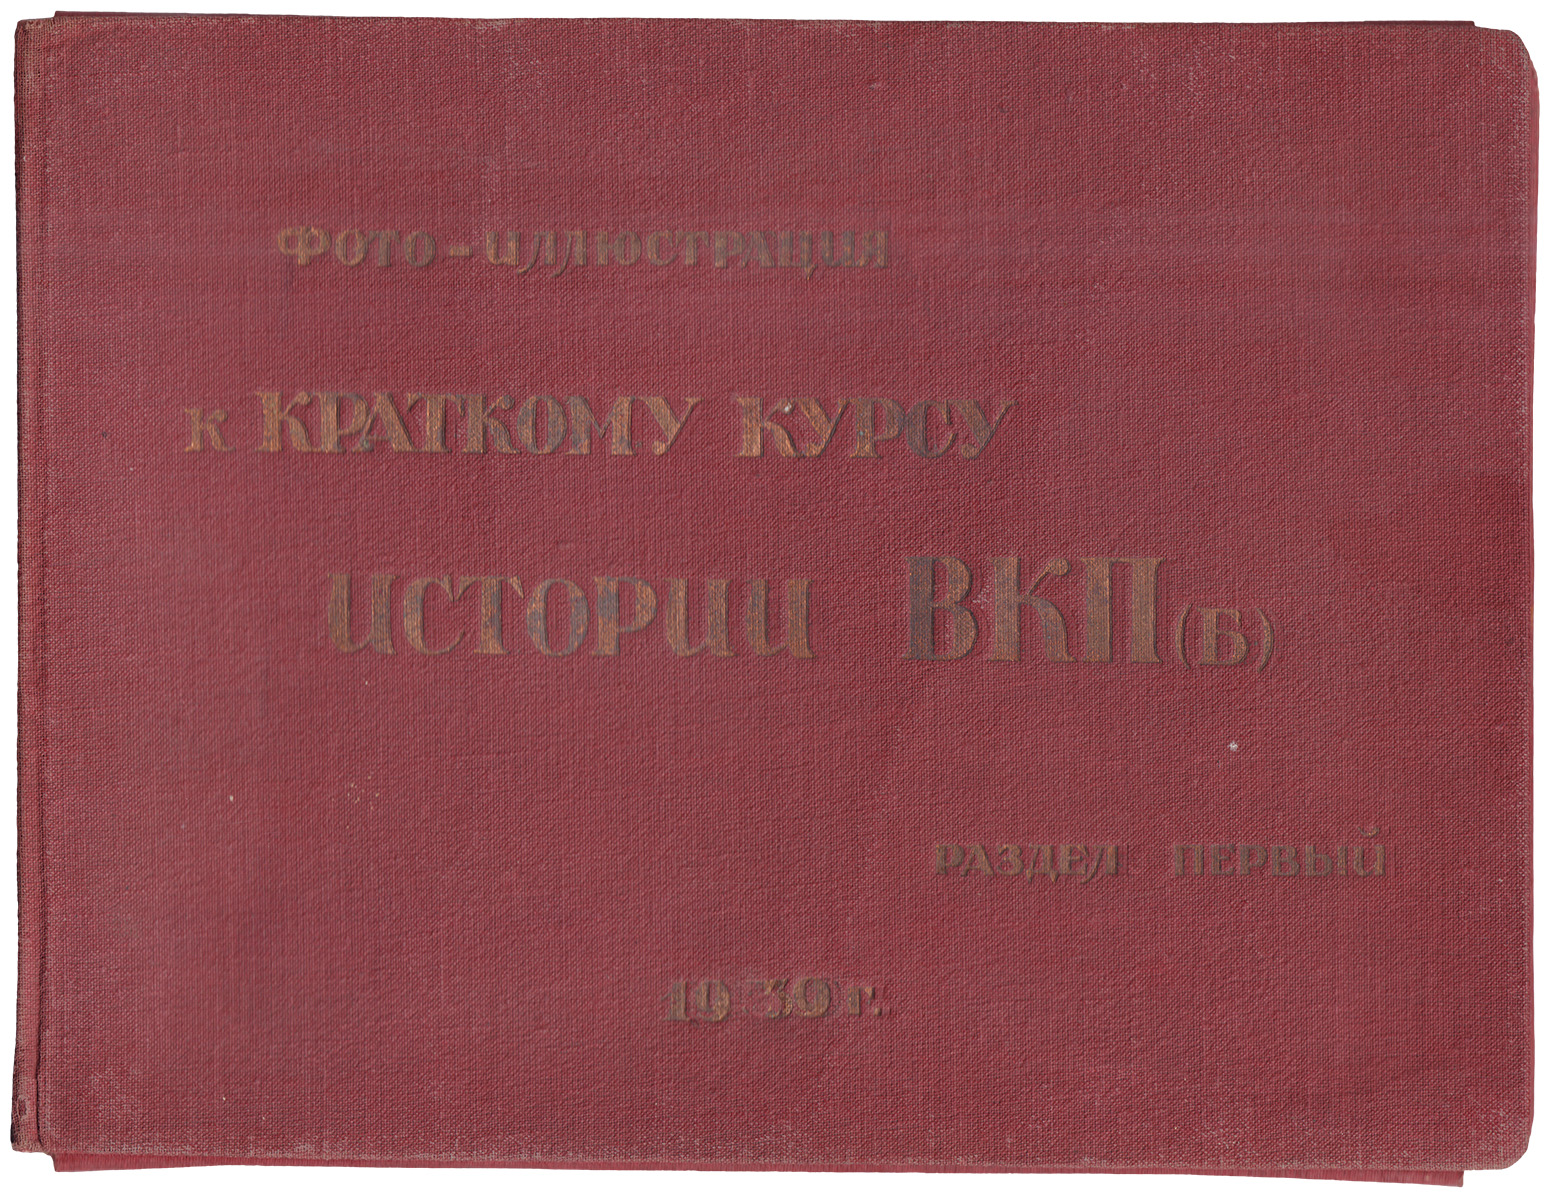 ФОТО-ИЛЛЮСТРАЦИЯ
К КРАТКОМУ КУРСУ
ИСТОРИИ ВКП(Б)
РАЗДЕЛ ПЕРВЫЙ
1939 г.